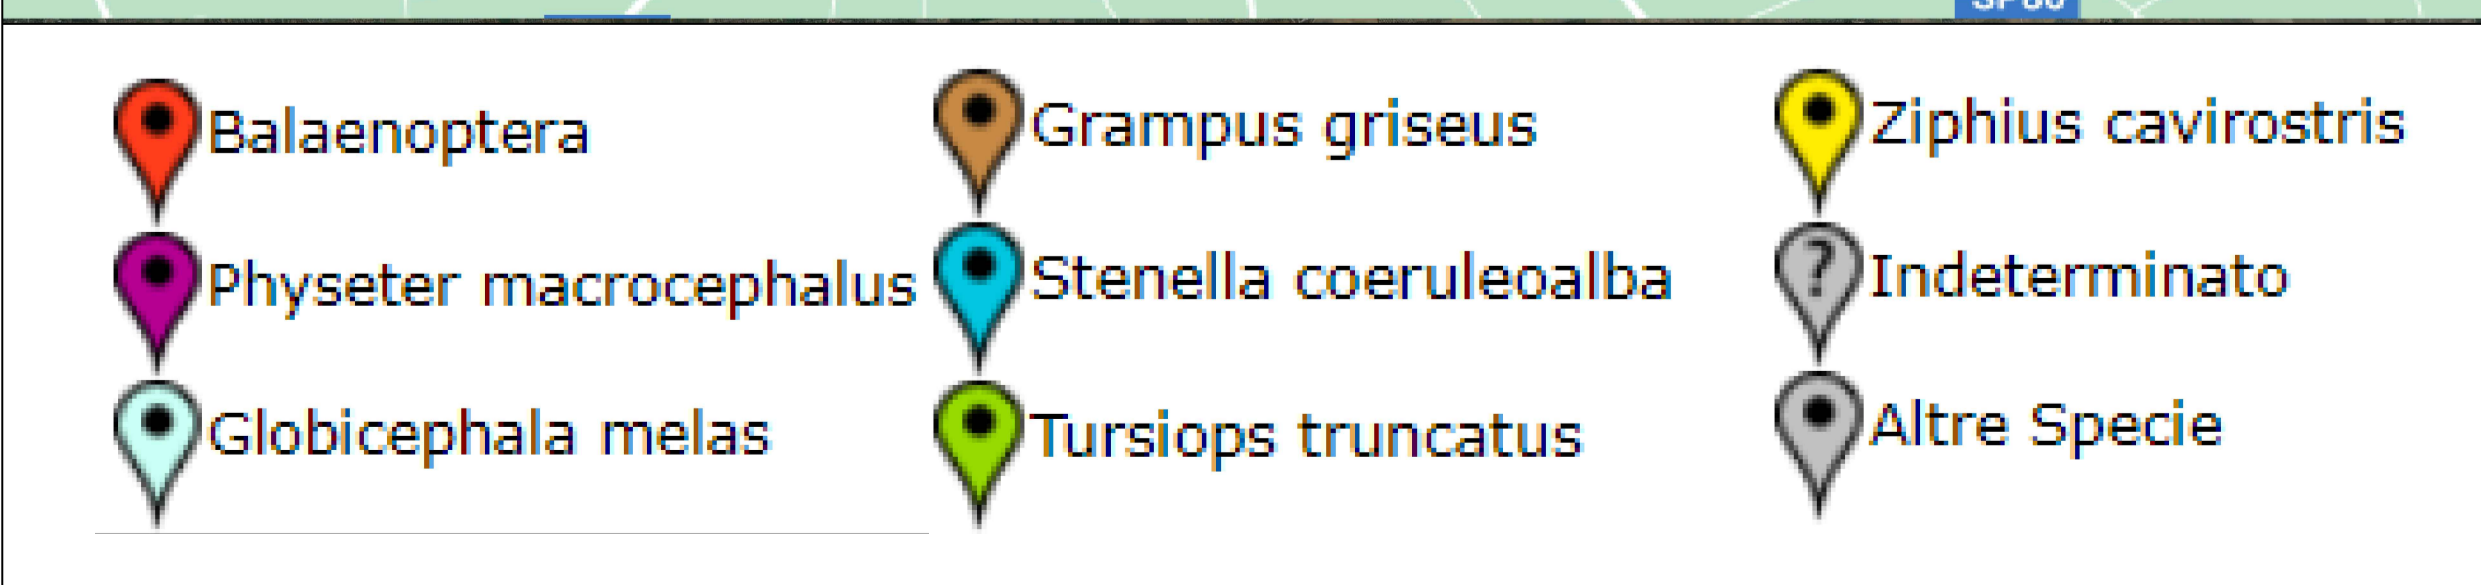 Balaenoptera
Grampus griseus
Ziphius cavirostris
Physeter macrocephalus
Stenella coeruleoalba
? Indeterminato
Globicephala melas
Tursiops truncatus
Altre Specie